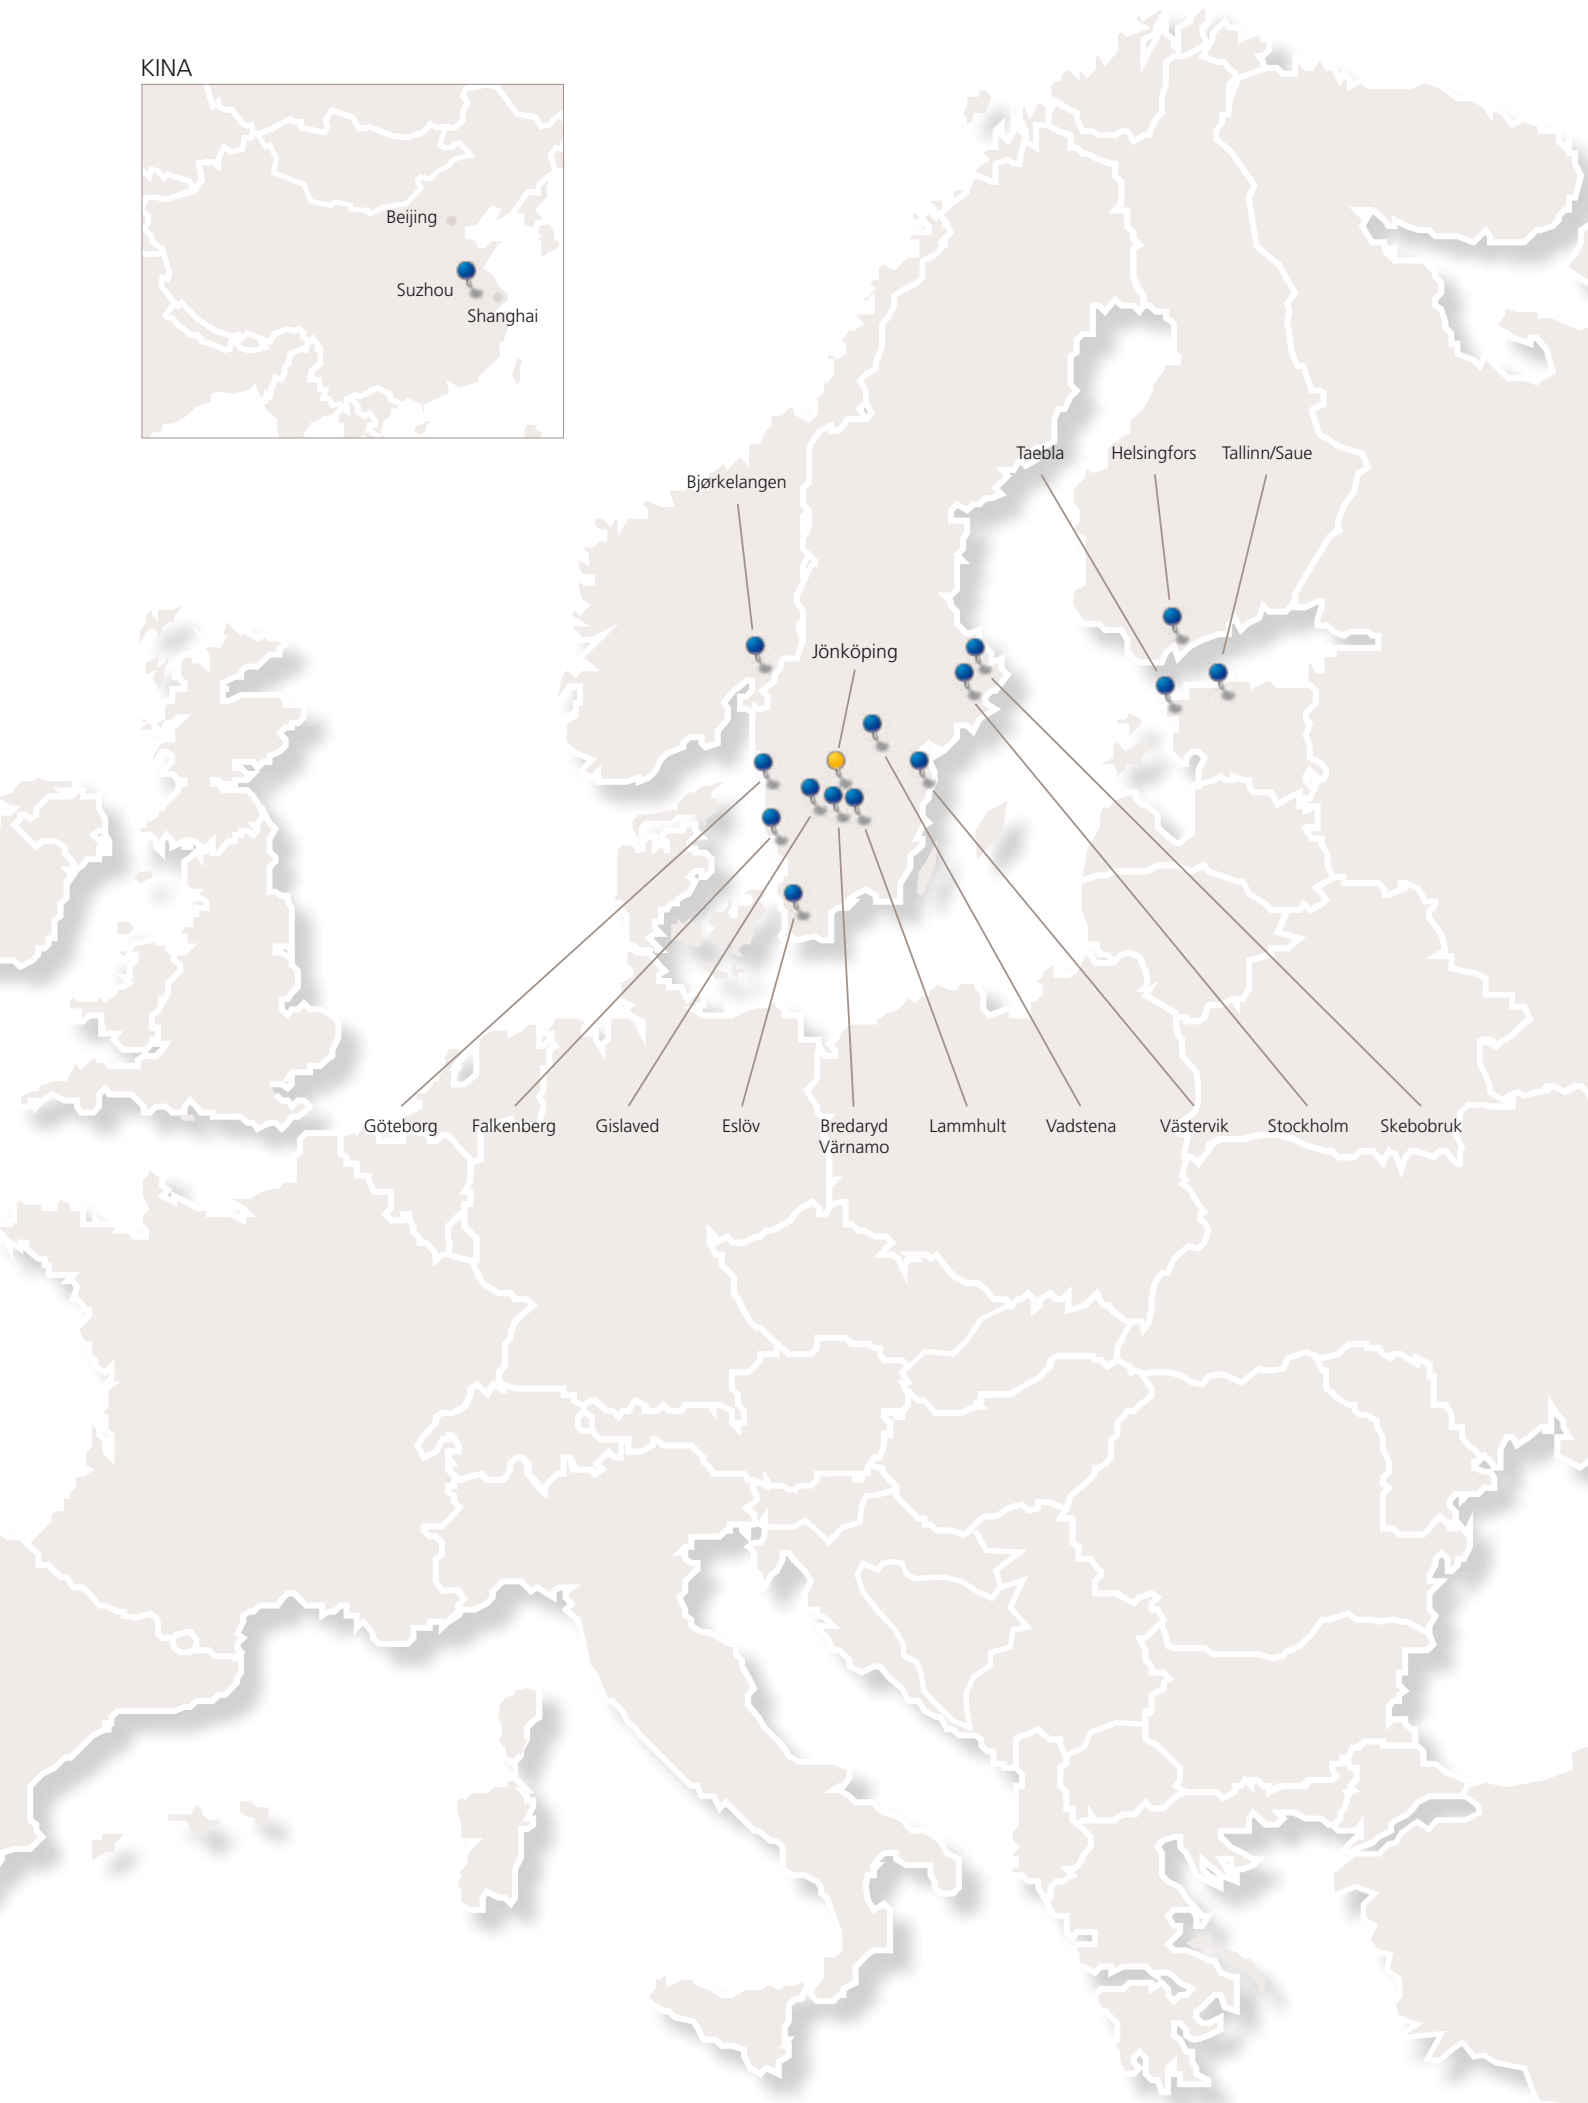 KINA
Beijing
Suzhou
Shanghai
Taebla
Helsingfors
Tallinn/Saue
Bjørkelangen
Jönköping
Göteborg
Falkenberg
Gislaved
Eslöv
Bredaryd
Värnamo
Lammhult
Vadstena
Västervik
Stockholm
Skebobruk